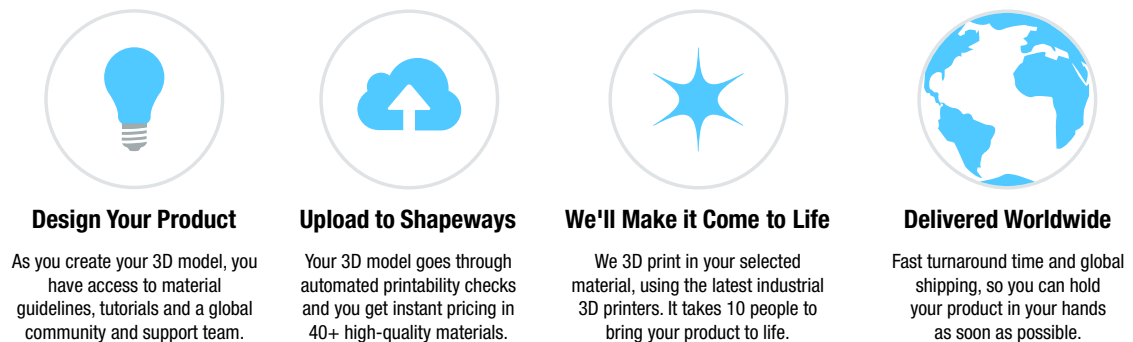 Design Your Product
As you create your 3D model, you
have access to material
guidelines, tutorials and a global
community and support team.
Upload to Shapeways
Your 3D model goes through
automated printability checks
and you get instant pricing in
40+ high-quality materials.
We'll Make it Come to Life
We 3D print in your selected
material, using the latest industrial
3D printers. It takes 10 people to
bring your product to life.
Delivered Worldwide
Fast turnaround time and global
shipping, so you can hold
your product in your hands
as soon as possible.